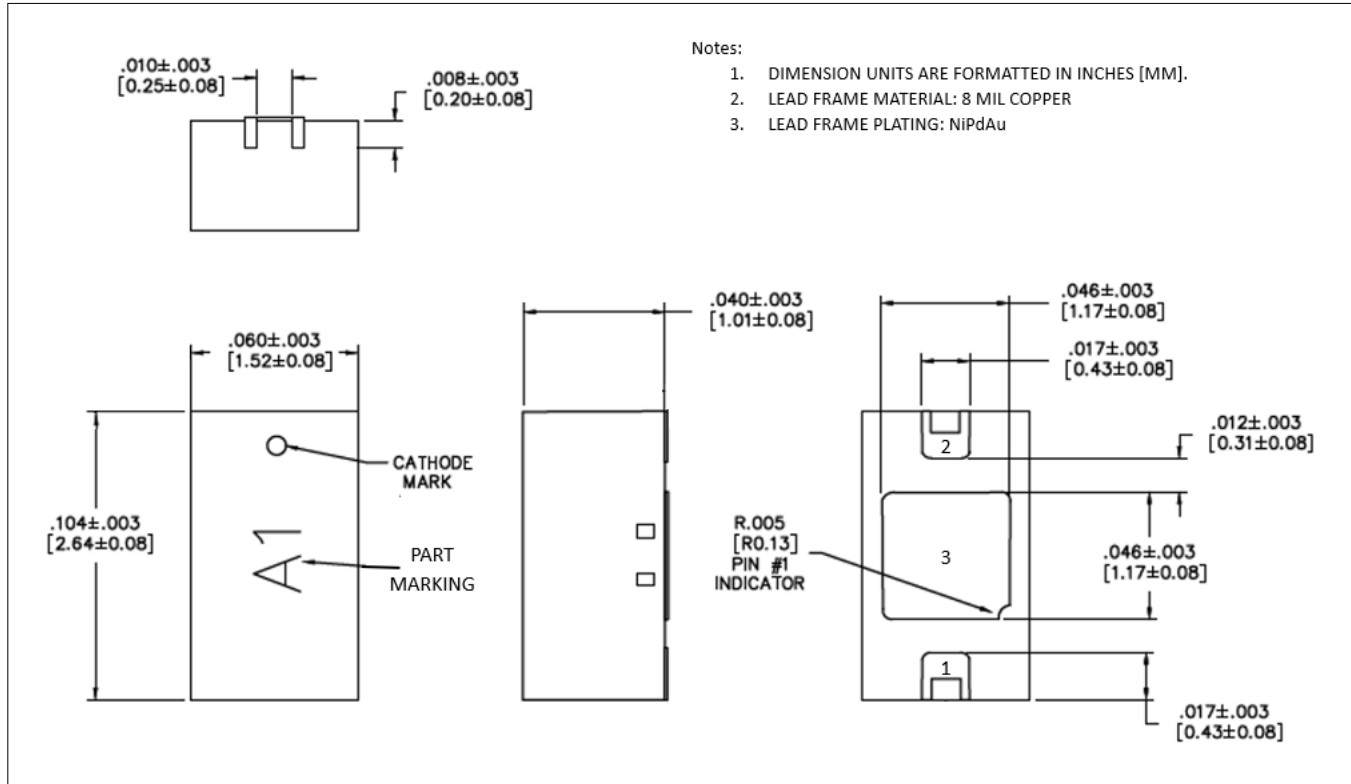 .010±.003
[0.25±0.08]
.008±.003
[0.20±0.08]
Notes:
1. DIMENSION UNITS ARE FORMATTED IN INCHES [MM].
2. LEAD FRAME MATERIAL: 8 MIL COPPER
3. LEAD FRAME PLATING: NiPdAu
.060±.003
[1.52±0.08]
.040±.003
[1.01±0.08]
.046±.003
[1.17±0.08]
.017±.003
[0.43±0.08]
.012±.003
[0.31±0.08]
CATHODE
MARK
.104±.003
[2.64±0.08]
A1
PART
MARKING
R.005
[R0.13]
PIN #1
INDICATOR
2
3
1
.046±.003
[1.17±0.08]
.017±.003
[0.43±0.08]